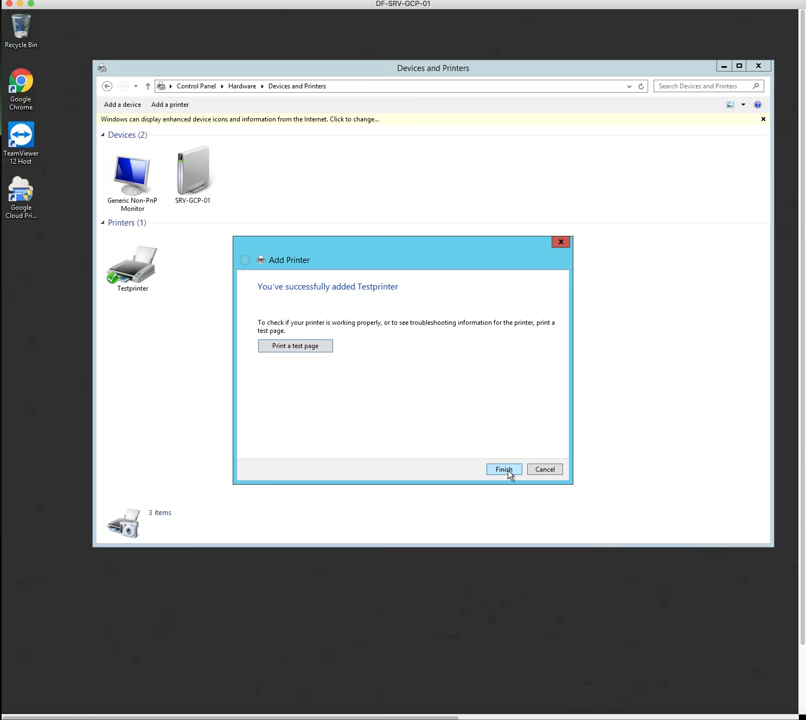 DF-SRV-GCP-01
Recycle Bin
Google
Chrome
TeamViewer
12 Host
Google
Cloud Pri...
Devices and Printers
Control Panel
Hardware
Devices and Printers
Search Devices and Printers
Add a device
Add a printer
Windows can display enhanced device icons and information from the Internet. Click to change...
Devices (2)
Generic Non-PnP
Monitor
SRV-GCP-01
Printers (1)
Testprinter
Add Printer
You've successfully added Testprinter
To check if your printer is working properly, or to see troubleshooting information for the printer, print a
test page.
Print a test page
Finish
Cancel
3 items